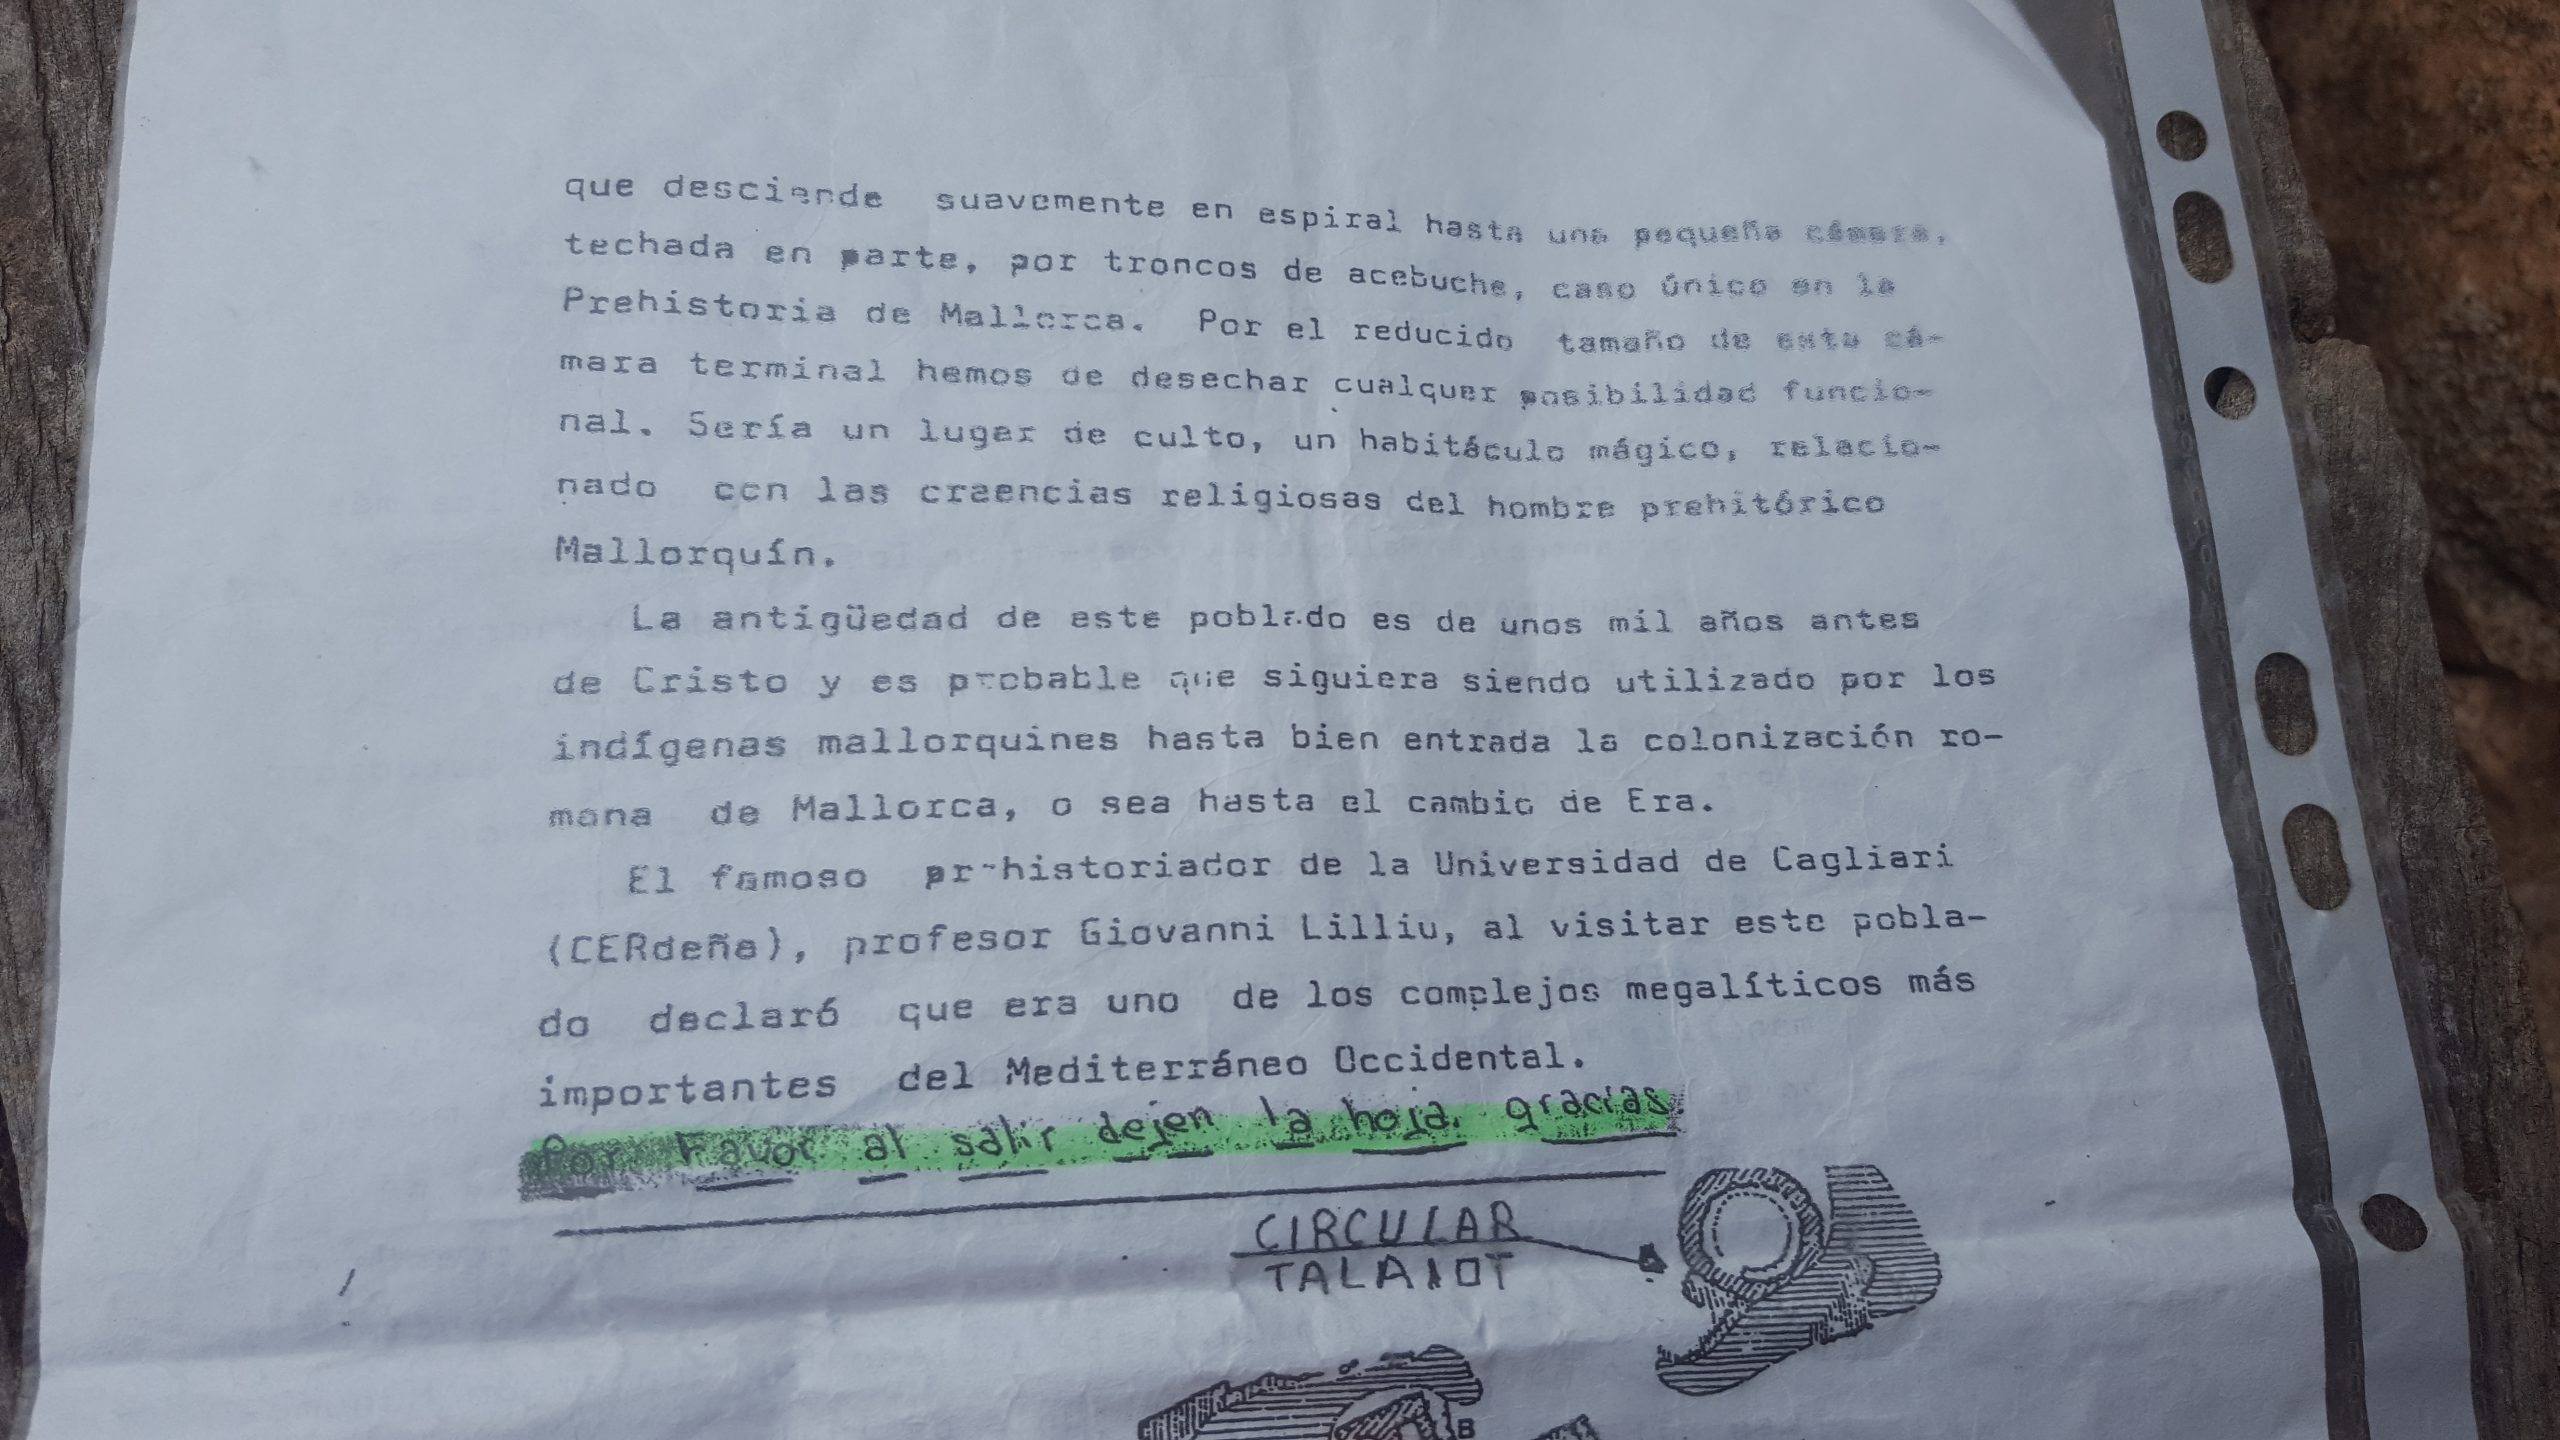 que desciende suavemente en espiral hasta una pequeña cámara,
techada en parte, por troncos de acebuche, caso único en la
Prehistoria de Mallorca. Por el reducido tamaño de esta cá-
mara terminal hemos de desechar cualquer posibilidad funcio-
nal. Sería un lugar de culto, un habitáculo mágico, relacio-
nado con las craencias religiosas del hombre prehitórico
Mallorquín.
La antigüedad de este poblado es de unos mil años antes
de Cristo y es probable que siguiera siendo utilizado por los
indígenas mallorquines hasta bien entrada la colonización ro-
mana de Mallorca, o sea hasta el cambio de Era.
El famoso prehistoriador de la Universidad de Cagliari
(CERdeña), profesor Giovanni Lilliu, al visitar este pobla-
do declaró que era uno de los complejos megalíticos más
importantes del Mediterráneo Occidental.
Por Favor al salir dejen la hoja. gracias.
CIRCULAR
TALAIOT
B